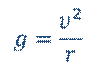 g = v²/r